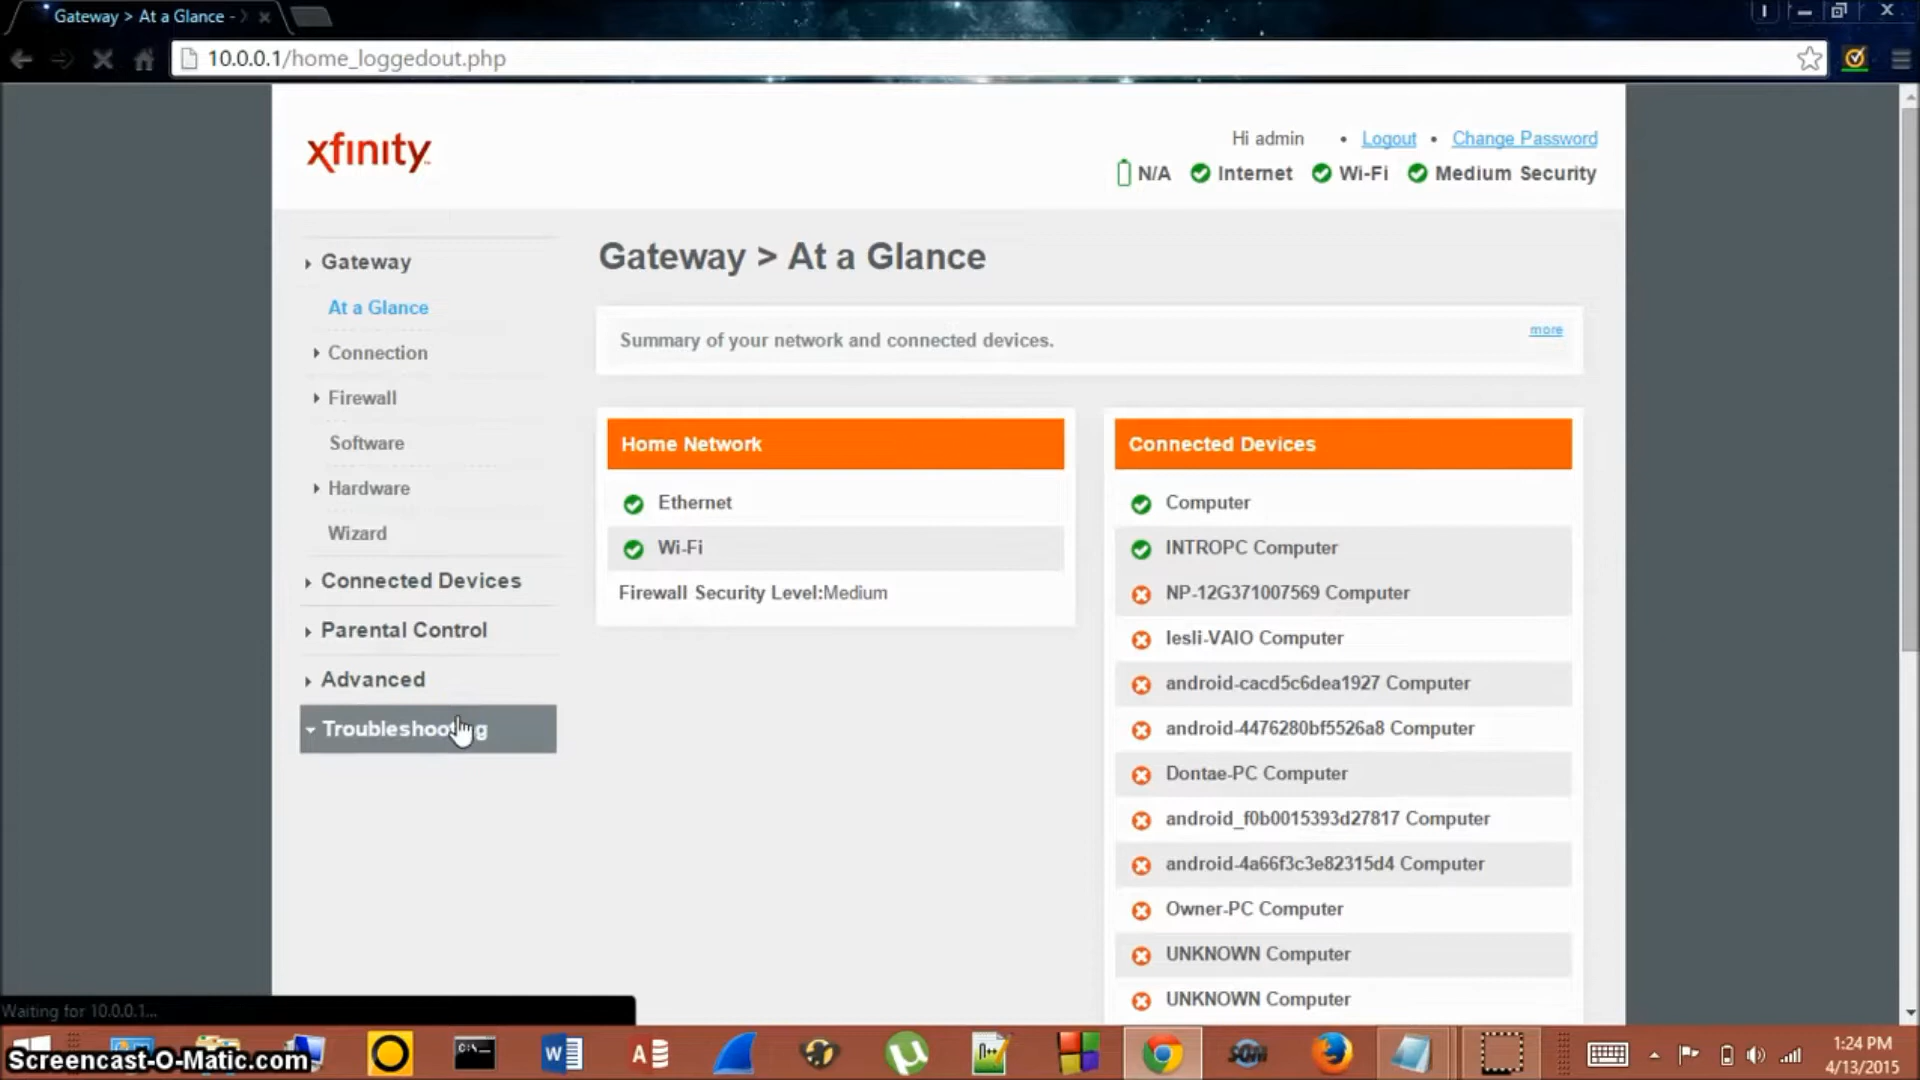 Gateway > At a Glance -
10.0.0.1/home_loggedout.php
xfinity
Hi admin • Logout • Change Password
N/A Internet Wi-Fi Medium Security
Gateway
At a Glance
Connection
Firewall
Software
Hardware
Wizard
Connected Devices
Parental Control
Advanced
Troubleshooting
Gateway > At a Glance
Summary of your network and connected devices.
more
Home Network
Ethernet
Wi-Fi
Firewall Security Level:Medium
Connected Devices
Computer
INTROPC Computer
NP-12G371007569 Computer
lesli-VAIO Computer
android-cacd5c6dea1927 Computer
android-4476280bf5526a8 Computer
Dontae-PC Computer
android_f0b0015393d27817 Computer
android-4a66f3c3e82315d4 Computer
Owner-PC Computer
UNKNOWN Computer
UNKNOWN Computer
Waiting for 10.0.0.1...
Screencast-O-Matic.com
1:24 PM
4/13/2015